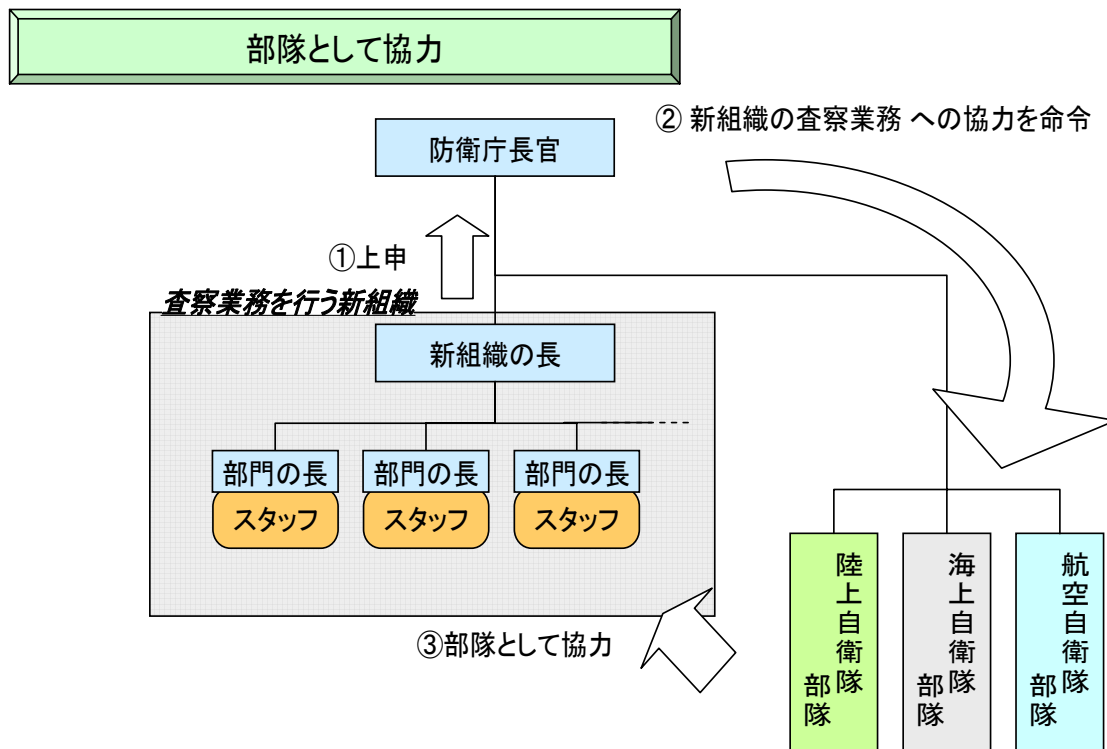 部隊として協力
② 新組織の査察業務 への協力を命令
防衛庁長官
①上申
査察業務を行う新組織
新組織の長
部門の長
部門の長
部門の長
スタッフ
スタッフ
スタッフ
③部隊として協力
陸上自衛隊
部隊
海上自衛隊
部隊
航空自衛隊
部隊